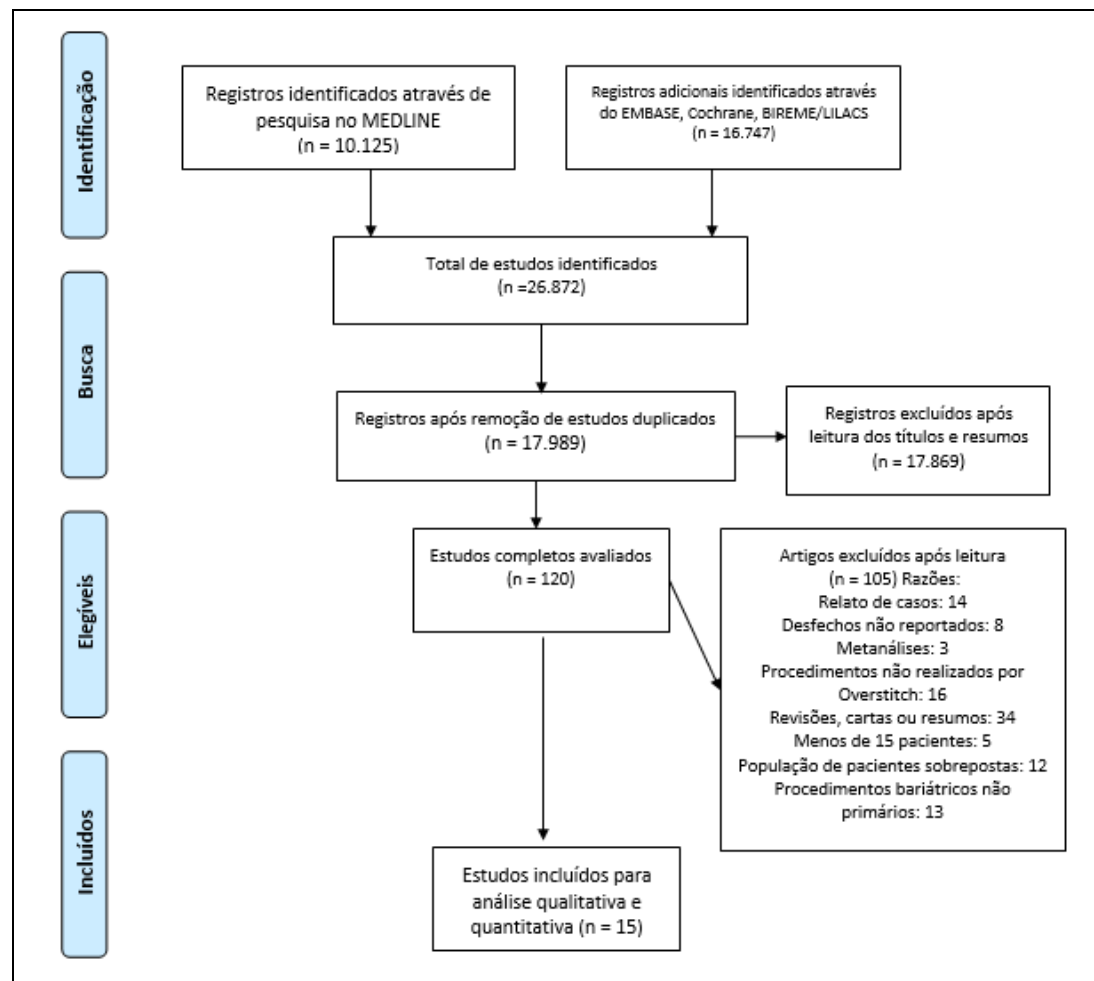 Identificação
Registros identificados através de
pesquisa no MEDLINE
(n = 10.125)
Registros adicionais identificados através
do EMBASE, Cochrane, BIREME/LILACS
(n = 16.747)
Total de estudos identificados
(n =26.872)
Busca
Registros após remoção de estudos duplicados
(n = 17.989)
Registros excluídos após
leitura dos títulos e resumos
(n = 17.869)
Elegíveis
Estudos completos avaliados
(n = 120)
Artigos excluídos após leitura
(n = 105) Razões:
Relato de casos: 14
Desfechos não reportados: 8
Metanálises: 3
Procedimentos não realizados por
Overstitch: 16
Revisões, cartas ou resumos: 34
Menos de 15 pacientes: 5
População de pacientes sobrepostas: 12
Procedimentos bariátricos não
primários: 13
Incluídos
Estudos incluídos para
análise qualitativa e
quantitativa (n = 15)